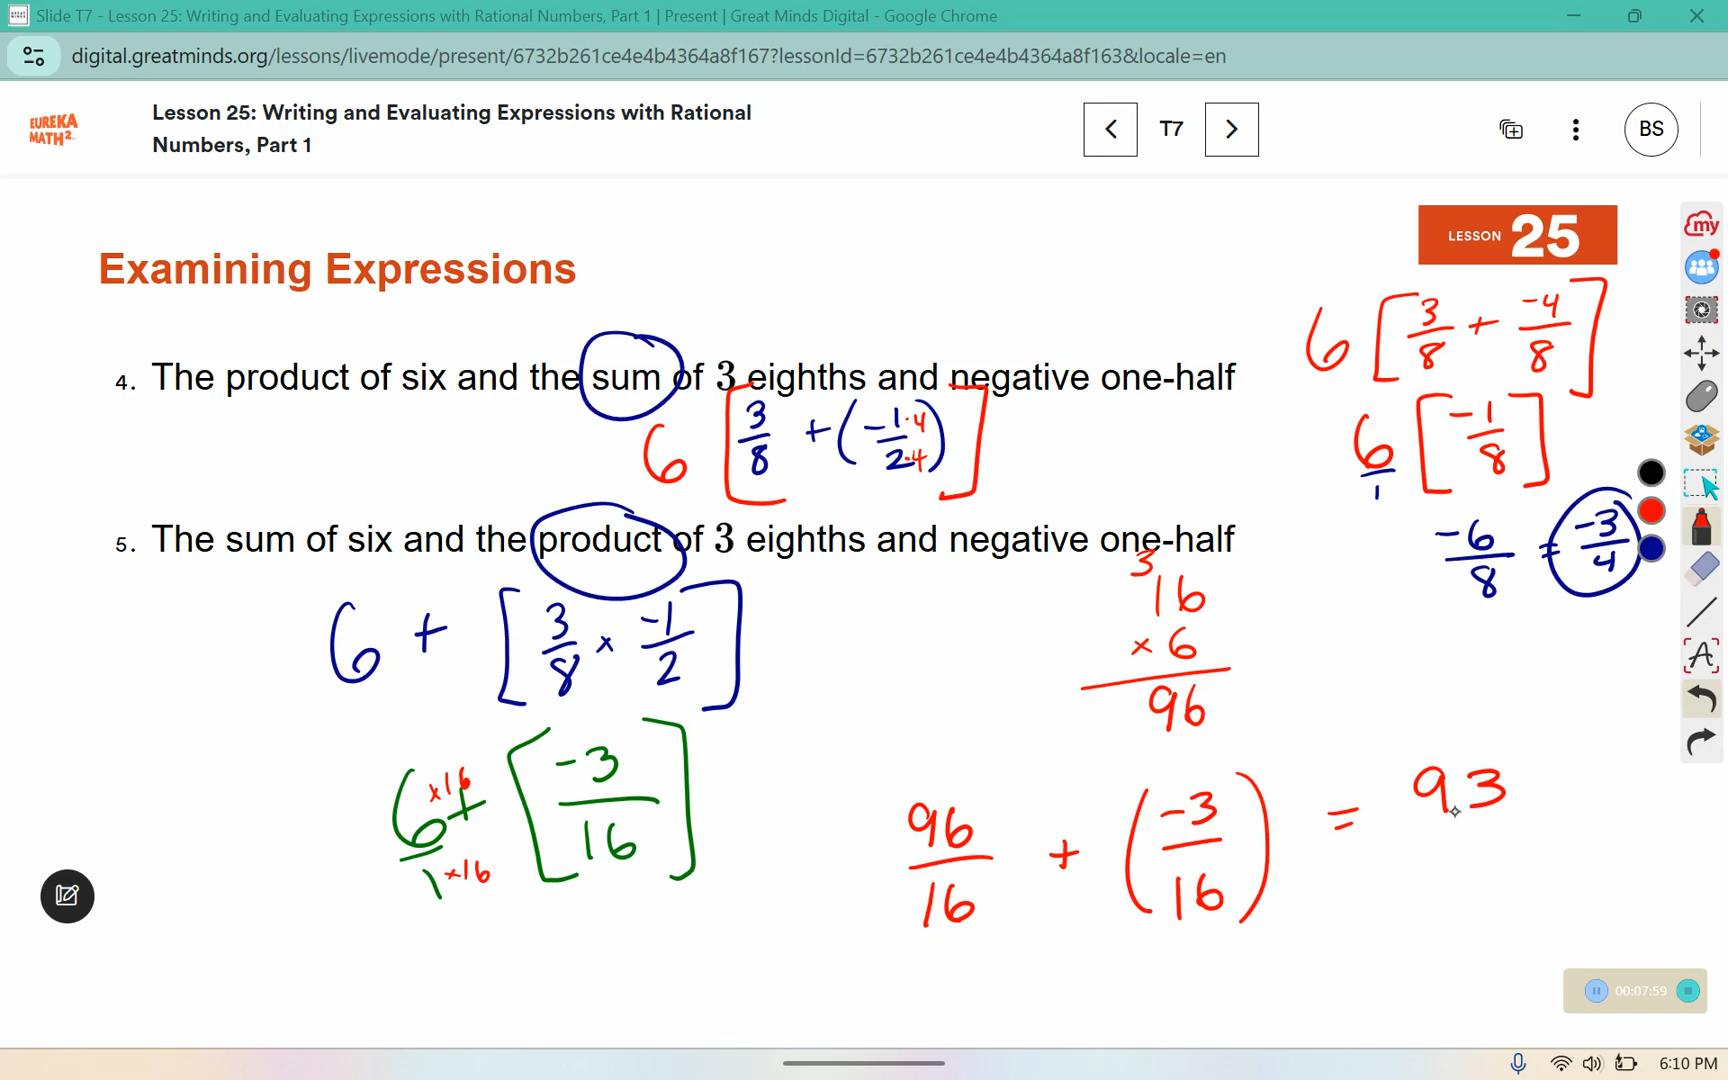 Slide T7 - Lesson 25: Writing and Evaluating Expressions with Rational Numbers, Part 1 | Present | Great Minds Digital - Google Chrome
digital.greatminds.org/lessons/livemode/present/6732b261ce4e4b4364a8f167?lessonId=6732b261ce4e4b4364a8f163&locale=en
EUREKA MATH²
Lesson 25: Writing and Evaluating Expressions with Rational
Numbers, Part 1
T7
BS
LESSON 25
Examining Expressions
6 [3/8 + -4/8]
4. The product of six and the sum of 3 eighths and negative one-half
6 [3/8 + (-1·4/2·4)]
6/1 [-1/8]
-6/8 = -3/4
5. The sum of six and the product of 3 eighths and negative one-half
6 + [3/8 × -1/2]
3
16
× 6
96
6×16/1×16 + [-3/16]
96/16 + (-3/16) = 93
my
A
00:07:59
6:10 PM